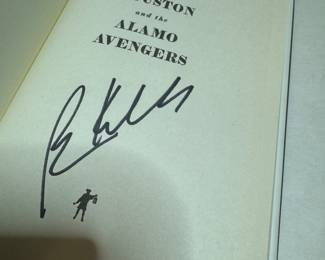 USTON
and the
ALAMO
AVENGERS